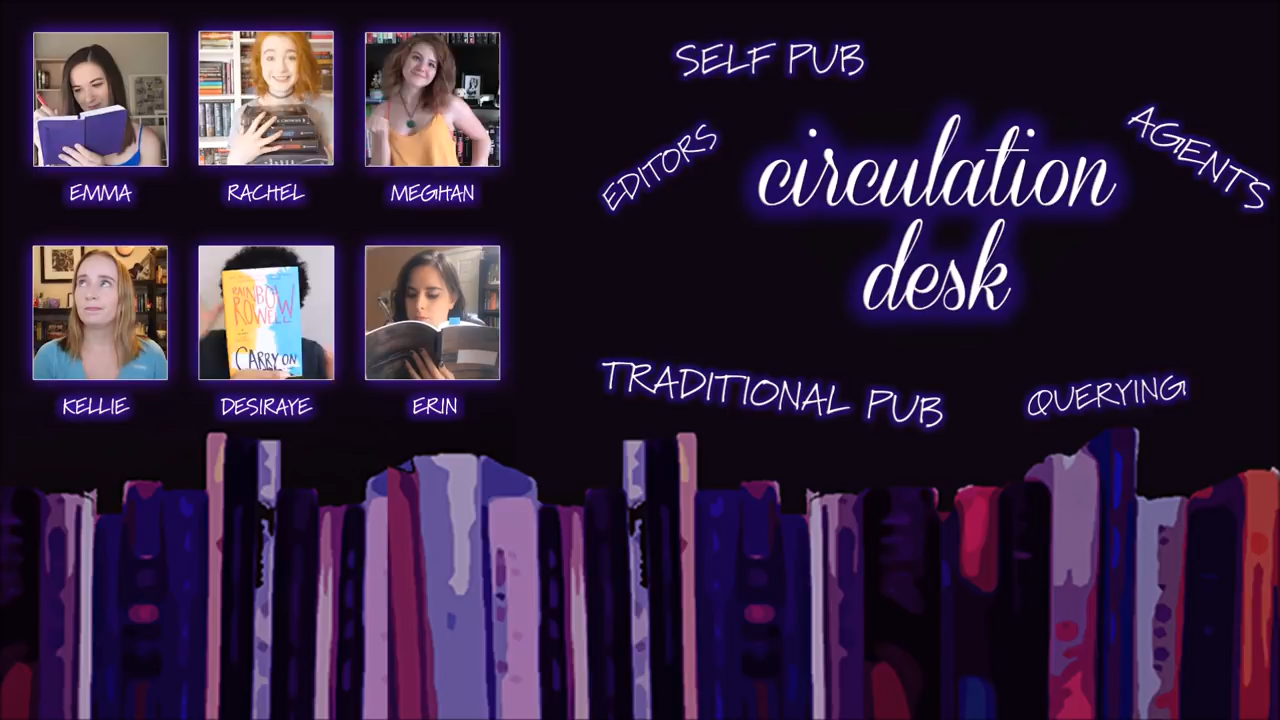 EMMA
RACHEL
MEGHAN
KELLIE
DESIRAYE
ERIN
RAINBOW
ROWELL
CARRY ON
SELF PUB
EDITORS
AGENTS
circulation
desk
TRADITIONAL PUB
QUERYING